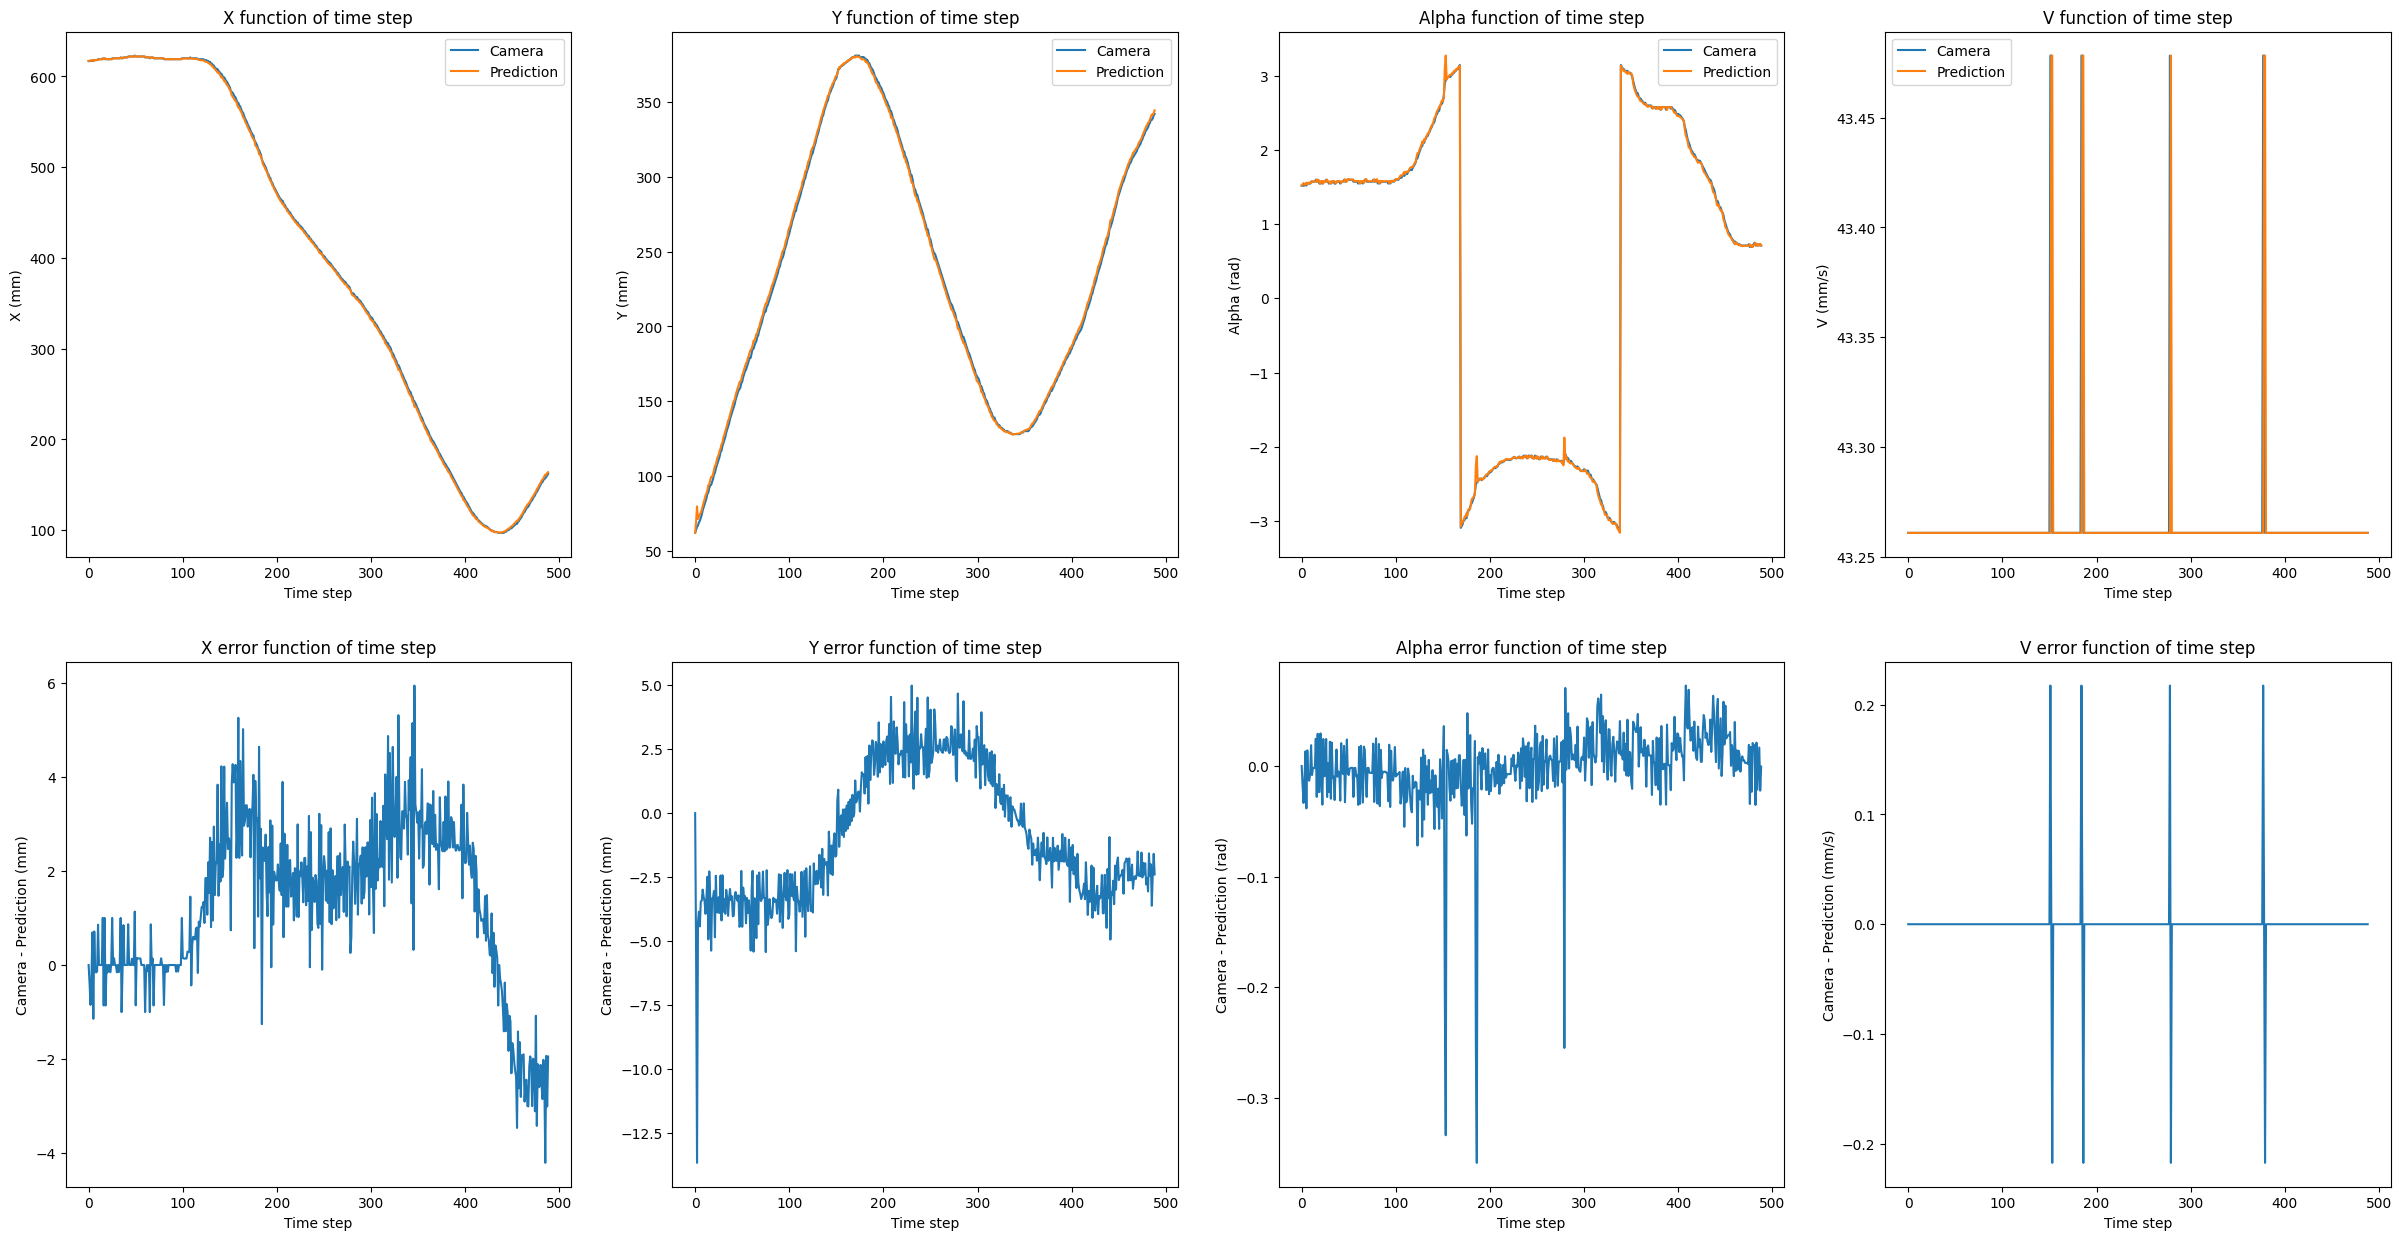 X function of time step
X (mm)
600
500
400
300
200
100
0 100 200 300 400 500
Time step
Camera
Prediction
Y function of time step
Y (mm)
350
300
250
200
150
100
50
0 100 200 300 400 500
Time step
Camera
Prediction
Alpha function of time step
Alpha (rad)
3
2
1
0
−1
−2
−3
0 100 200 300 400 500
Time step
Camera
Prediction
V function of time step
V (mm/s)
43.45
43.40
43.35
43.30
43.25
0 100 200 300 400 500
Time step
Camera
Prediction
X error function of time step
Camera - Prediction (mm)
6
4
2
0
−2
−4
0 100 200 300 400 500
Time step
Y error function of time step
Camera - Prediction (mm)
5.0
2.5
0.0
−2.5
−5.0
−7.5
−10.0
−12.5
0 100 200 300 400 500
Time step
Alpha error function of time step
Camera - Prediction (rad)
0.0
−0.1
−0.2
−0.3
0 100 200 300 400 500
Time step
V error function of time step
Camera - Prediction (mm/s)
0.2
0.1
0.0
−0.1
−0.2
0 100 200 300 400 500
Time step